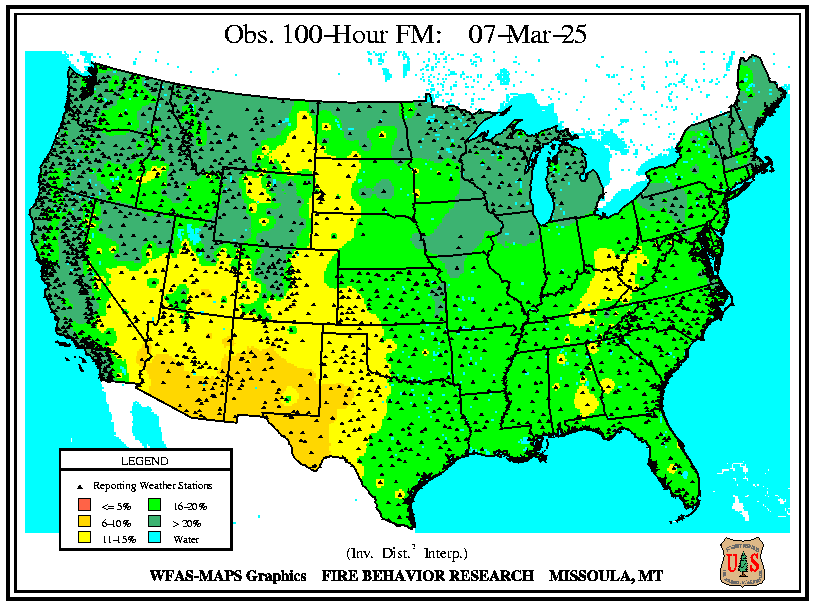 Obs. 100-Hour FM: 07-Mar-25
LEGEND
Reporting Weather Stations
<= 5% 16-20%
6-10% > 20%
11-15% Water
(Inv. Dist.² Interp.)
WFAS-MAPS Graphics FIRE BEHAVIOR RESEARCH MISSOULA, MT
U S